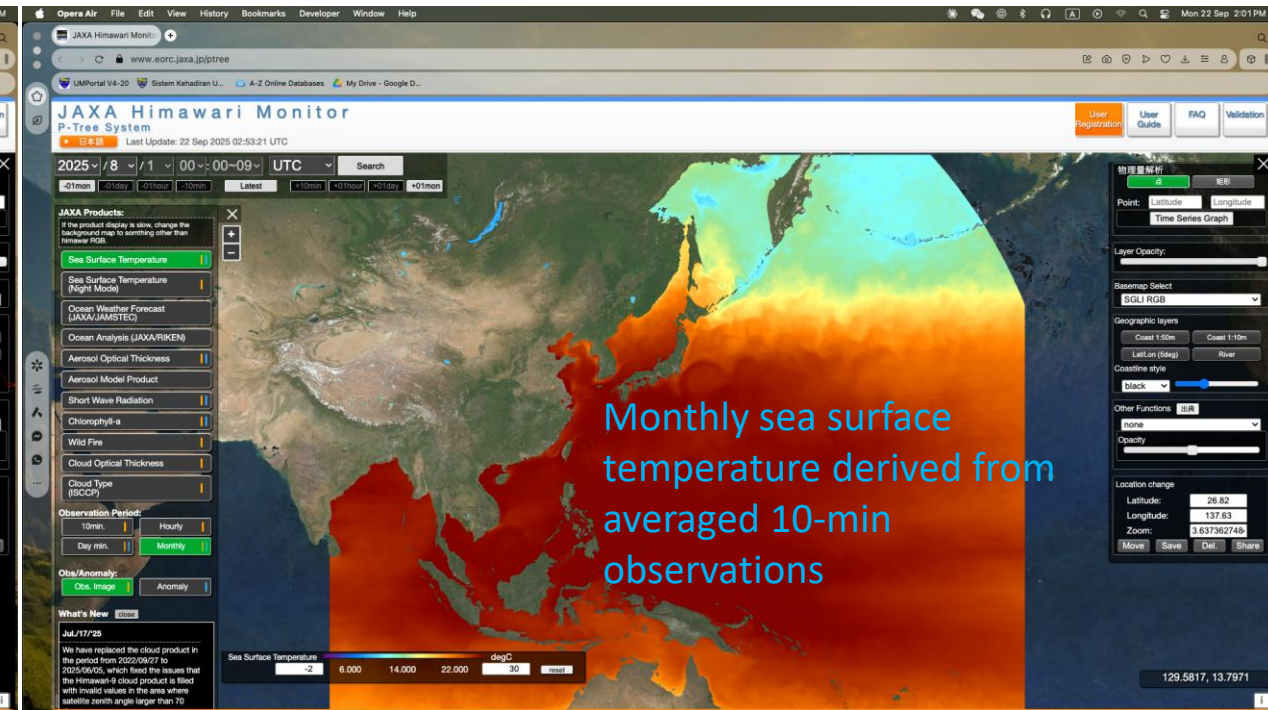 Opera Air File Edit View History Bookmarks Developer Window Help
Mon 22 Sep 2:01 PM
JAXA Himawari Monito
www.eorc.jaxa.jp/ptree
UMPortal V4-20 Sistem Kehadiran U... A-Z Online Databases My Drive - Google D...
JAXA Himawari Monitor
P-Tree System
日本語 Last Update: 22 Sep 2025 02:53:21 UTC
User Registration
User Guide
FAQ
Validation
2025 / 8 / 1 00 : 00~09 UTC Search
-01mon -01day -01hour -10min Latest +10min +01hour +01day +01mon
JAXA Products:
If the product display is slow, change the
background map to somthing other than
himawar RGB.
Sea Surface Temperature
Sea Surface Temperature
(Night Mode)
Ocean Weather Forecast
(JAXA/JAMSTEC)
Ocean Analysis (JAXA/RIKEN)
Aerosol Optical Thickness
Aerosol Model Product
Short Wave Radiation
Chlorophyll-a
Wild Fire
Cloud Optical Thickness
Cloud Type
(ISCCP)
Observation Period:
10min. Hourly
Day min. Monthly
Obs/Anomaly:
Obs. Image Anomaly
What's New close
Jul./17/'25
We have replaced the cloud product in
the period from 2022/09/27 to
2025/06/05, which fixed the issues that
the Himawari-9 cloud product is filled
with invalid values in the area where
satellite zenith angle larger than 70
+
−
Monthly sea surface
temperature derived from
averaged 10-min
observations
Sea Surface Temperature degC
-2 6.000 14.000 22.000 30 reset
物理量解析
点 矩形
Point: Latitude Longitude
Time Series Graph
Layer Opacity:
Basemap Select
SGLI RGB
Geographic layers
Coast 1:50m Coast 1:10m
Lat/Lon (5deg) River
Coastline style
black
Other Functions 出典
none
Opacity
Location change
Latitude: 26.82
Longitude: 137.63
Zoom: 3.637362748
Move Save Del. Share
129.5817, 13.7971
i